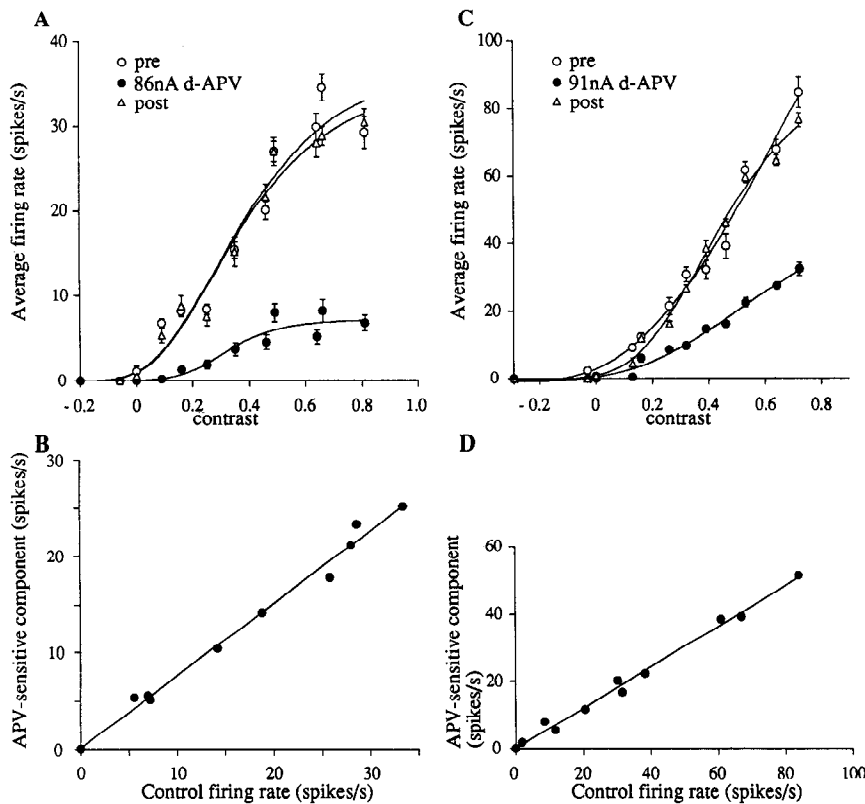 A
Average firing rate (spikes/s)
40
30
20
10
0
pre
86nA d-APV
post
- 0.2
0
0.2
0.4
0.6
0.8
1.0
contrast
C
Average firing rate (spikes/s)
100
80
60
40
20
0
pre
91nA d-APV
post
- 0.2
0
0.2
0.4
0.6
0.8
contrast
B
APV-sensitive component (spikes/s)
30
20
10
0
0
10
20
30
Control firing rate (spikes/s)
D
APV-sensitive component
(spikes/s)
60
40
20
0
0
20
40
60
80
100
Control firing rate (spikes/s)